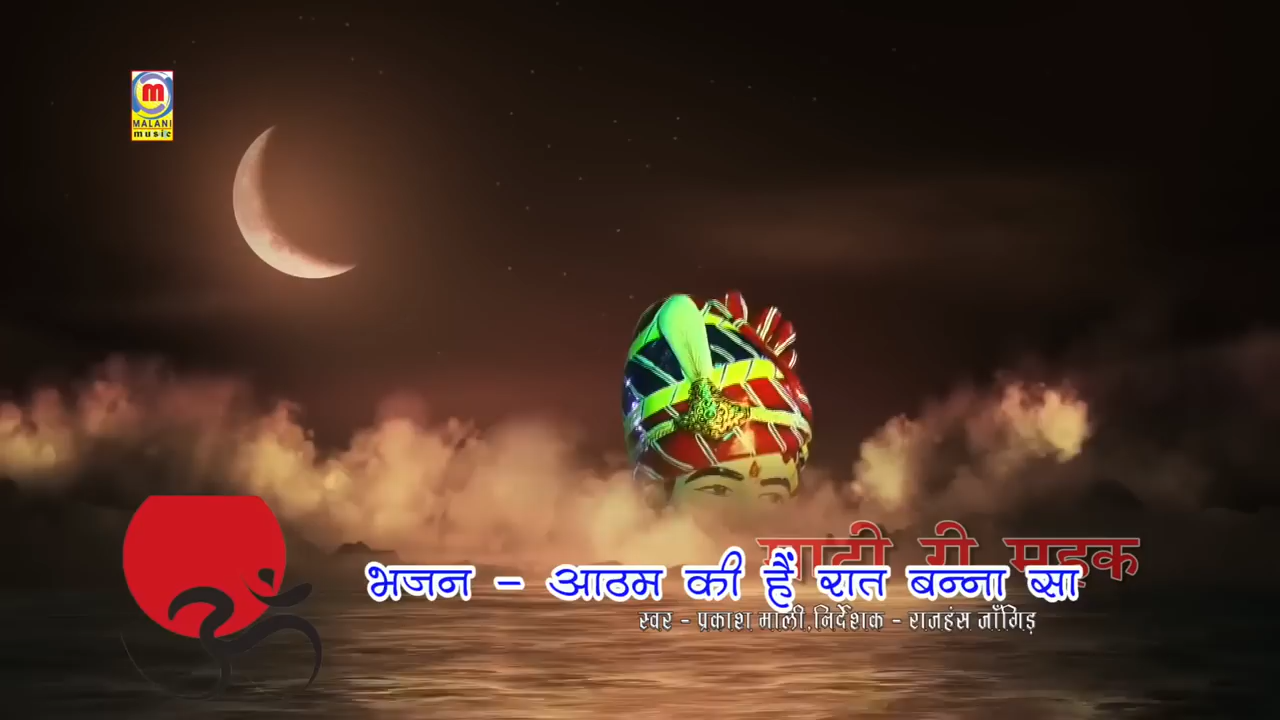 MALANI
music
माटी री महक
भजन - आठम की हैं रात बन्ना सा
स्वर - प्रकाश माली,निर्देशक - राजहंस जाँगिड़